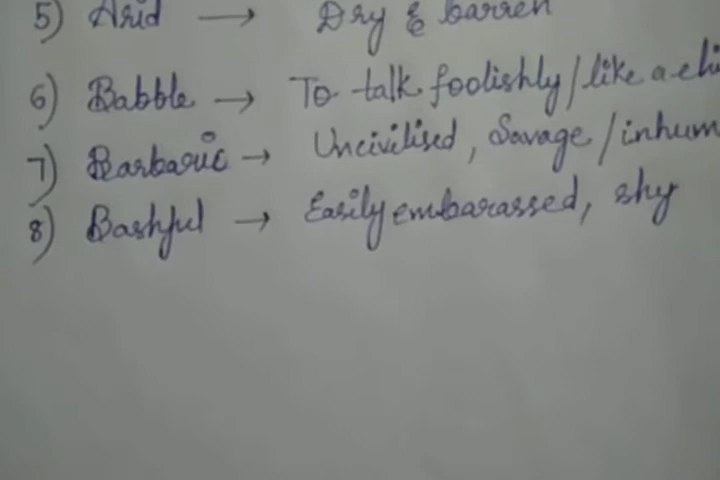 5) Arid → Dry & barren
6) Babble → To talk foolishly/like a chi
7) Barbaric → Uncivilised, Savage/inhum
8) Bashful → Easily embarassed, shy